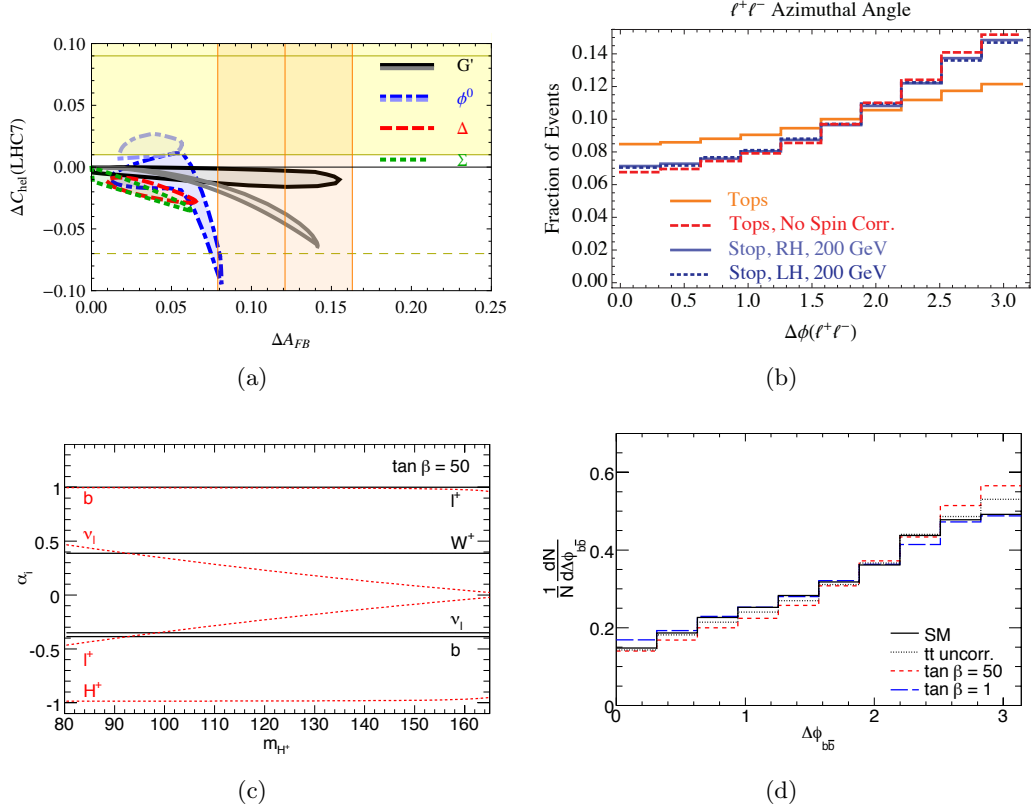 0.10
0.05
0.00
−0.05
−0.10
ΔC_hel(LHC7)
G'
ϕ⁰
Δ
Σ
0.00 0.05 0.10 0.15 0.20 0.25
ΔA_FB
(a)
ℓ⁺ℓ⁻ Azimuthal Angle
0.14
0.12
0.10
0.08
0.06
0.04
0.02
0.00
Fraction of Events
Tops
Tops, No Spin Corr.
Stop, RH, 200 GeV
Stop, LH, 200 GeV
0.0 0.5 1.0 1.5 2.0 2.5 3.0
Δϕ(ℓ⁺ℓ⁻)
(b)
tan β = 50
1
0.5
0
-0.5
-1
α_i
b
l⁺
ν_l
W⁺
ν_l
b
l⁺
H⁺
80 90 100 110 120 130 140 150 160
m_H⁺
(c)
0.6
0.4
0.2
0
1/N dN/dΔϕ_bb̄
SM
tt uncorr.
tan β = 50
tan β = 1
0 1 2 3
Δϕ_bb̄
(d)